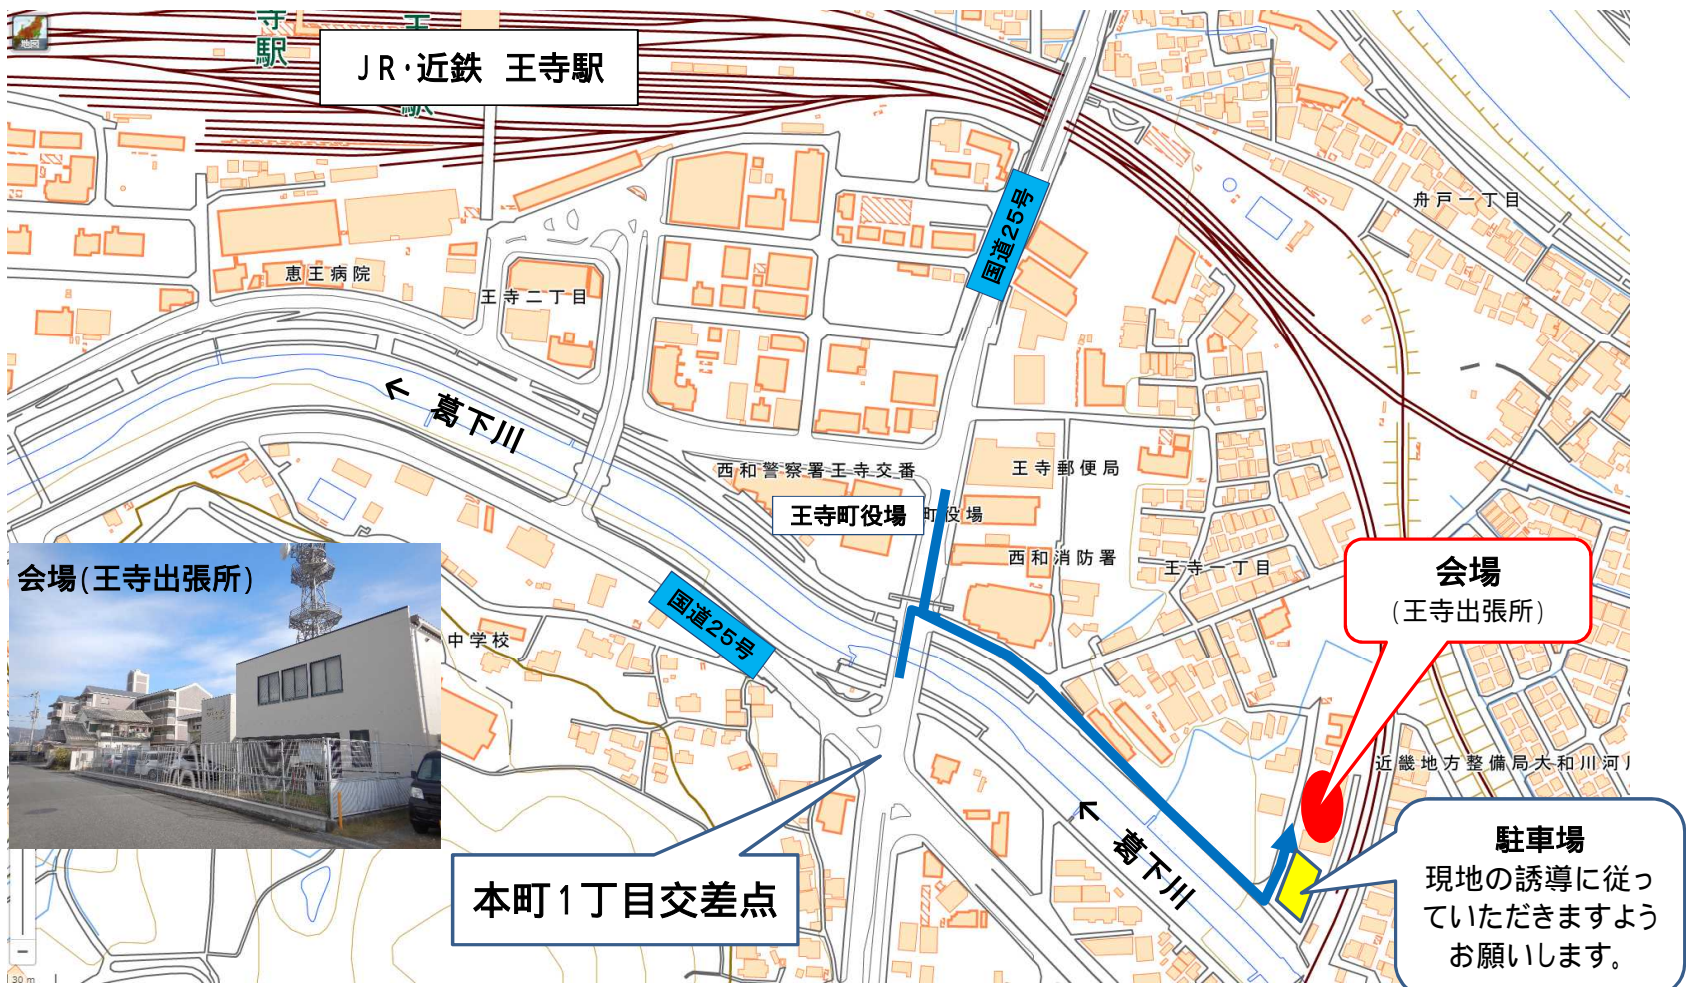 寺駅
地図
JR・近鉄 王寺駅
国道25号
舟戸一丁目
恵王病院
王寺二丁目
← 葛下川
西和警察署王寺交番
王寺郵便局
王寺町役場
町役場
西和消防署
王寺一丁目
会場
(王寺出張所)
会場(王寺出張所)
国道25号
中学校
近畿地方整備局大和川河
← 葛下川
本町1丁目交差点
駐車場
現地の誘導に従っ
ていただきますよう
お願いします。
30 m